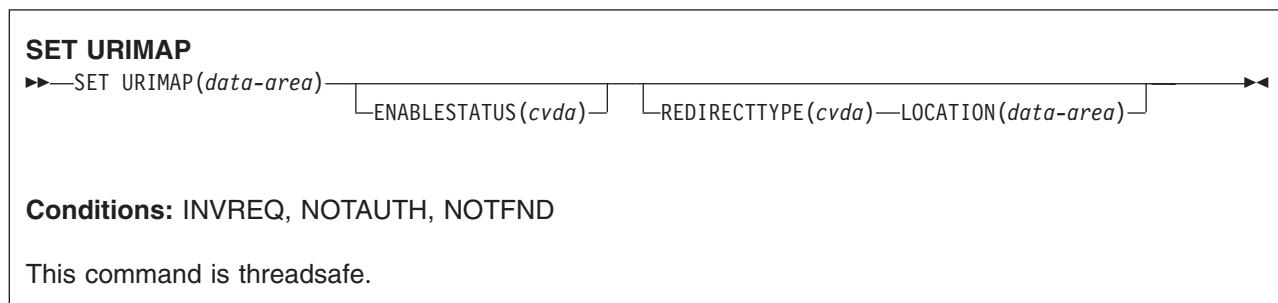 SET URIMAP
SET URIMAP(data-area)
ENABLESTATUS(cvda) REDIRECTTYPE(cvda) LOCATION(data-area)
Conditions: INVREQ, NOTAUTH, NOTFND
This command is threadsafe.